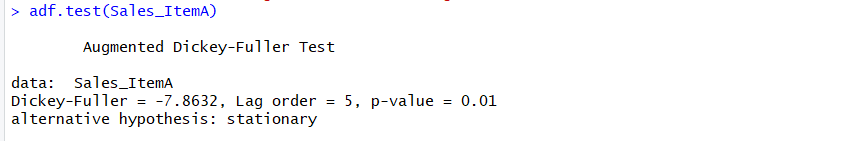 > adf.test(Sales_ItemA)
Augmented Dickey-Fuller Test
data:  Sales_ItemA
Dickey-Fuller = -7.8632, Lag order = 5, p-value = 0.01
alternative hypothesis: stationary